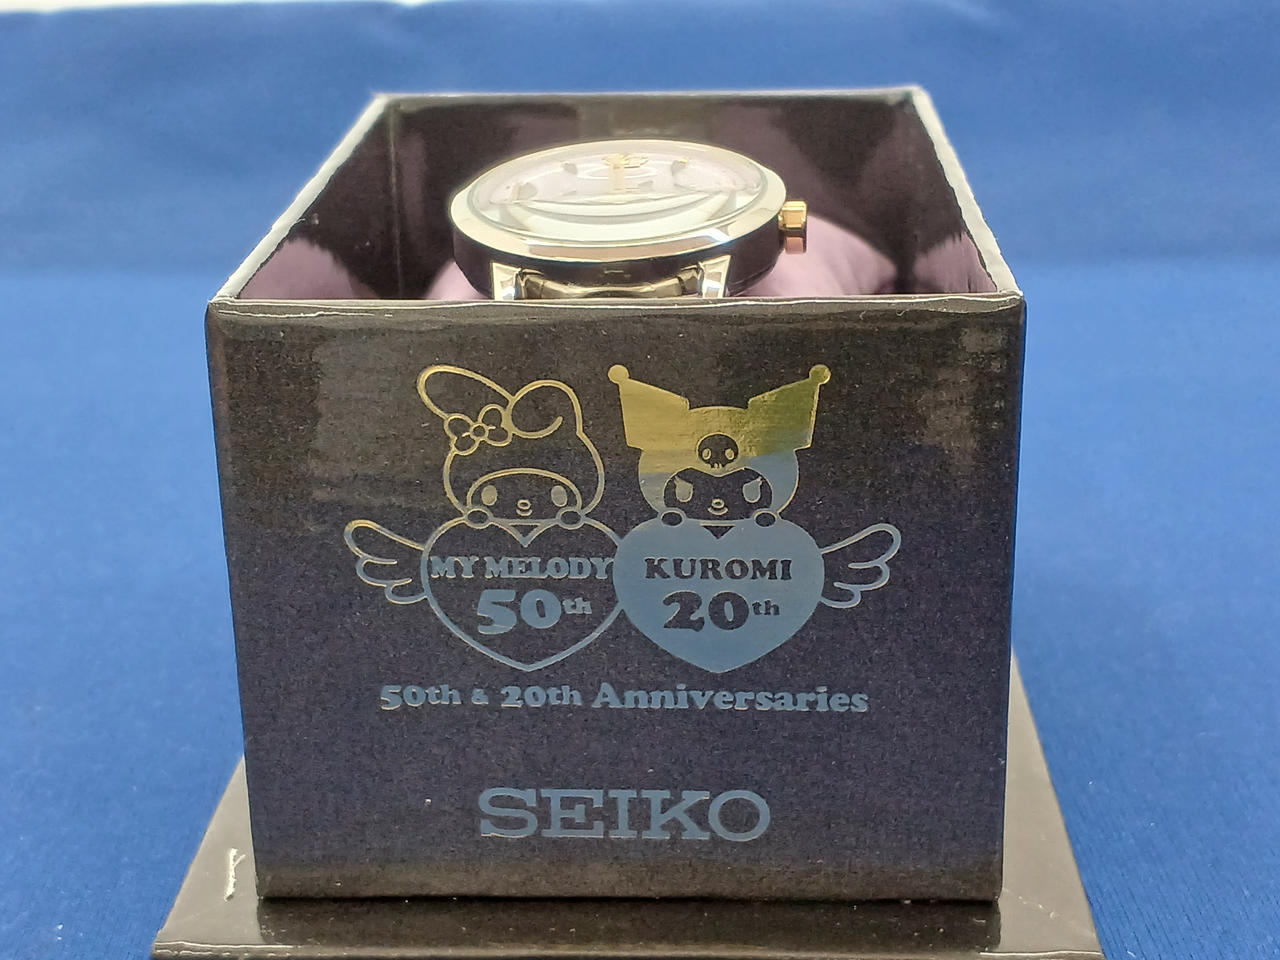 MY MELODY
50th
KUROMI
20th
50th & 20th Anniversaries
SEIKO